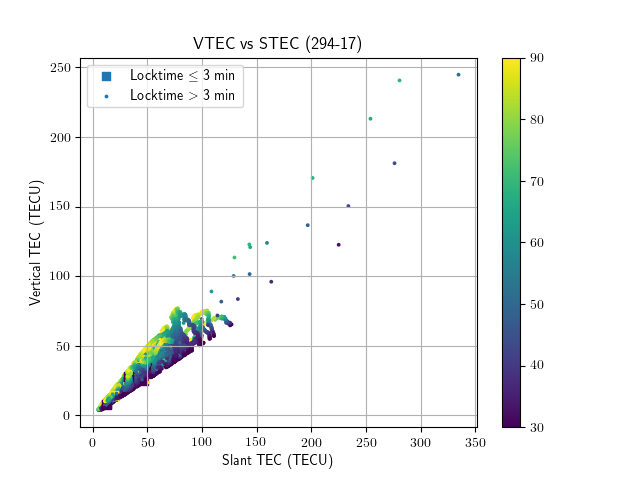 VTEC vs STEC (294-17)
Locktime ≤ 3 min
Locktime > 3 min
250
200
150
100
50
0
Vertical TEC (TECU)
0 50 100 150 200 250 300 350
Slant TEC (TECU)
90
80
70
60
50
40
30